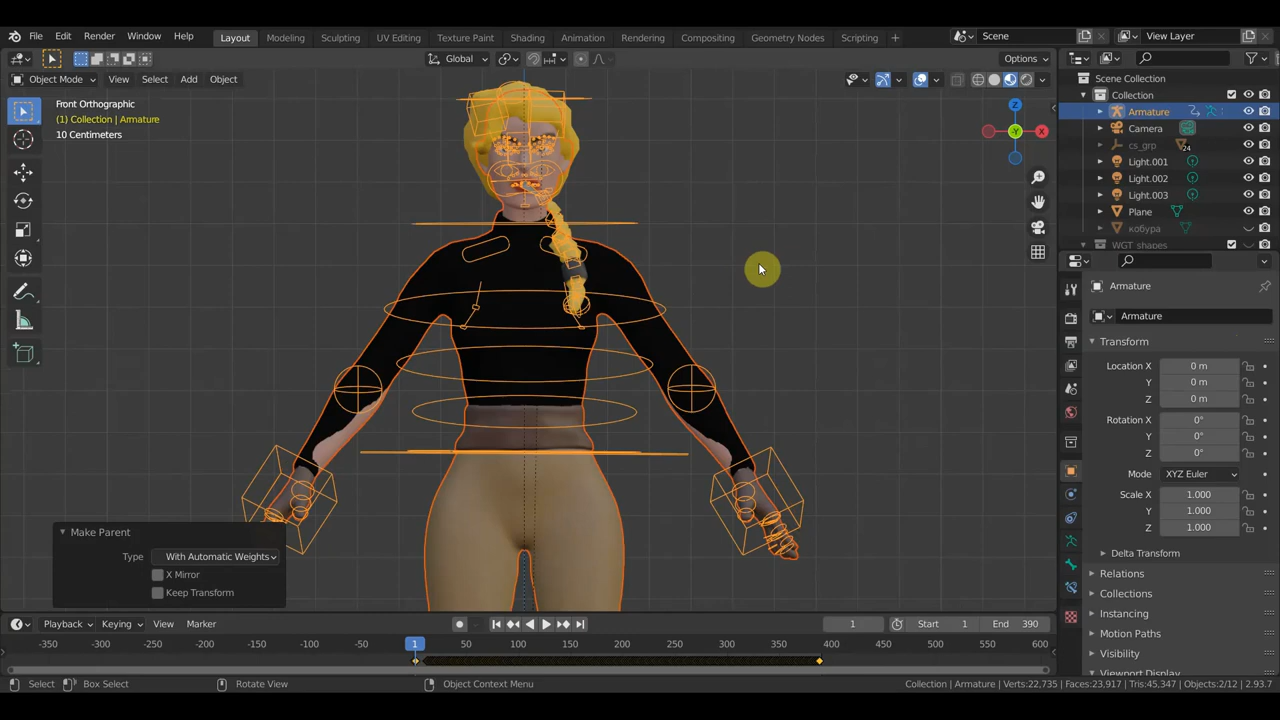 File Edit Render Window Help
Layout Modeling Sculpting UV Editing Texture Paint Shading Animation Rendering Compositing Geometry Nodes Scripting +
Scene View Layer
Global Options
Object Mode View Select Add Object
Front Orthographic
(1) Collection | Armature
10 Centimeters
Z
Y
X
Scene Collection
Collection
Armature
Camera
cs_grp 24
Light.001
Light.002
Light.003
Plane
кобура
WGT_shapes
Armature
Armature
Transform
Location X 0 m
Y 0 m
Z 0 m
Rotation X 0°
Y 0°
Z 0°
Mode XYZ Euler
Scale X 1.000
Y 1.000
Z 1.000
Delta Transform
Relations
Collections
Instancing
Motion Paths
Visibility
Viewport Display
Make Parent
Type With Automatic Weights
X Mirror
Keep Transform
Playback Keying View Marker 1 Start 1 End 390
-350 -300 -250 -200 -150 -100 -50 1 50 100 150 200 250 300 350 400 450 500 550 600
Select Box Select Rotate View Object Context Menu Collection | Armature | Verts:22,735 | Faces:23,917 | Tris:45,347 | Objects:2/12 | 2.93.7